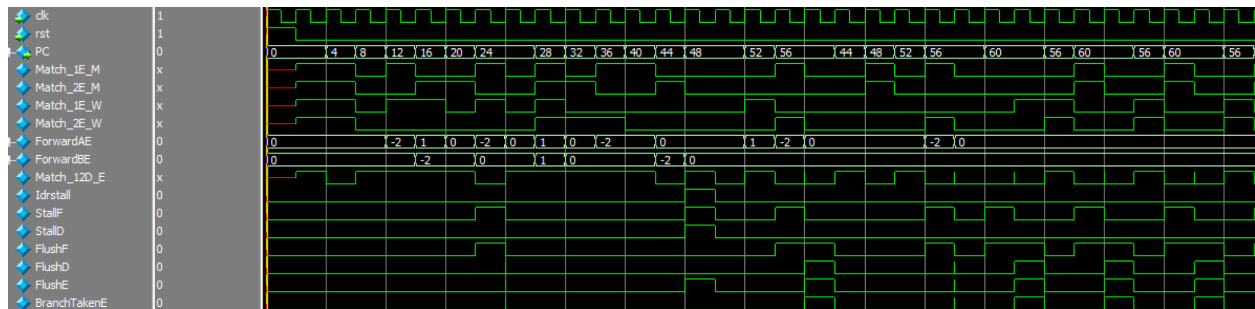 clk 1
rst 1
PC 0 0 4 8 12 16 20 24 28 32 36 40 44 48 52 56 44 48 52 56 60 56 60 56 60 56
Match_1E_M x
Match_2E_M x
Match_1E_W x
Match_2E_W x
ForwardAE 0 0 -2 1 0 -2 0 1 0 -2 0 1 -2 0 -2 0
ForwardBE 0 0 -2 0 1 0 -2 0
Match_12D_E x
ldrstall 0
StallF 0
StallD 0
FlushF 0
FlushD 0
FlushE 0
BranchTakenE 0